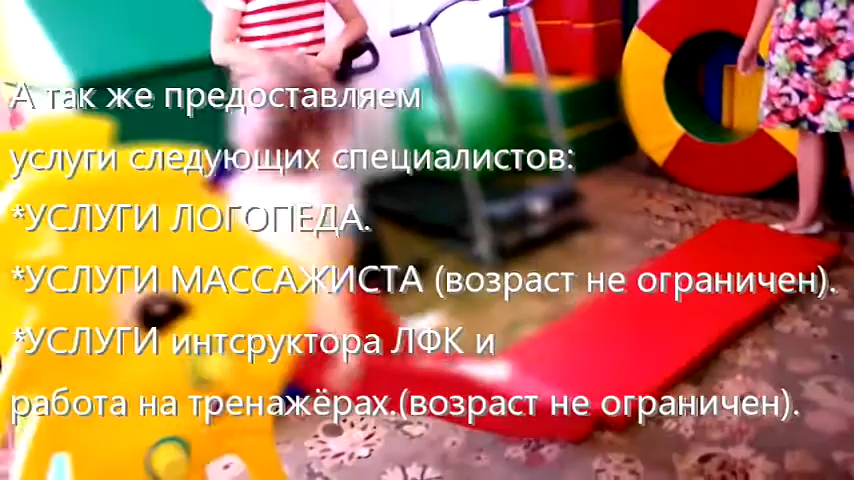 А так же предоставляем
услуги следующих специалистов:
*УСЛУГИ ЛОГОПЕДА.
*УСЛУГИ МАССАЖИСТА (возраст не ограничен).
*УСЛУГИ интсруктора ЛФК и
работа на тренажёрах.(возраст не ограничен).